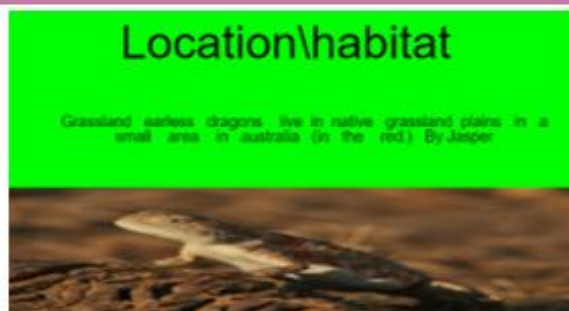 Location\habitat
Grassland earless dragons live in native grassland plains in a
small area in australia (in the red.) By Jasper